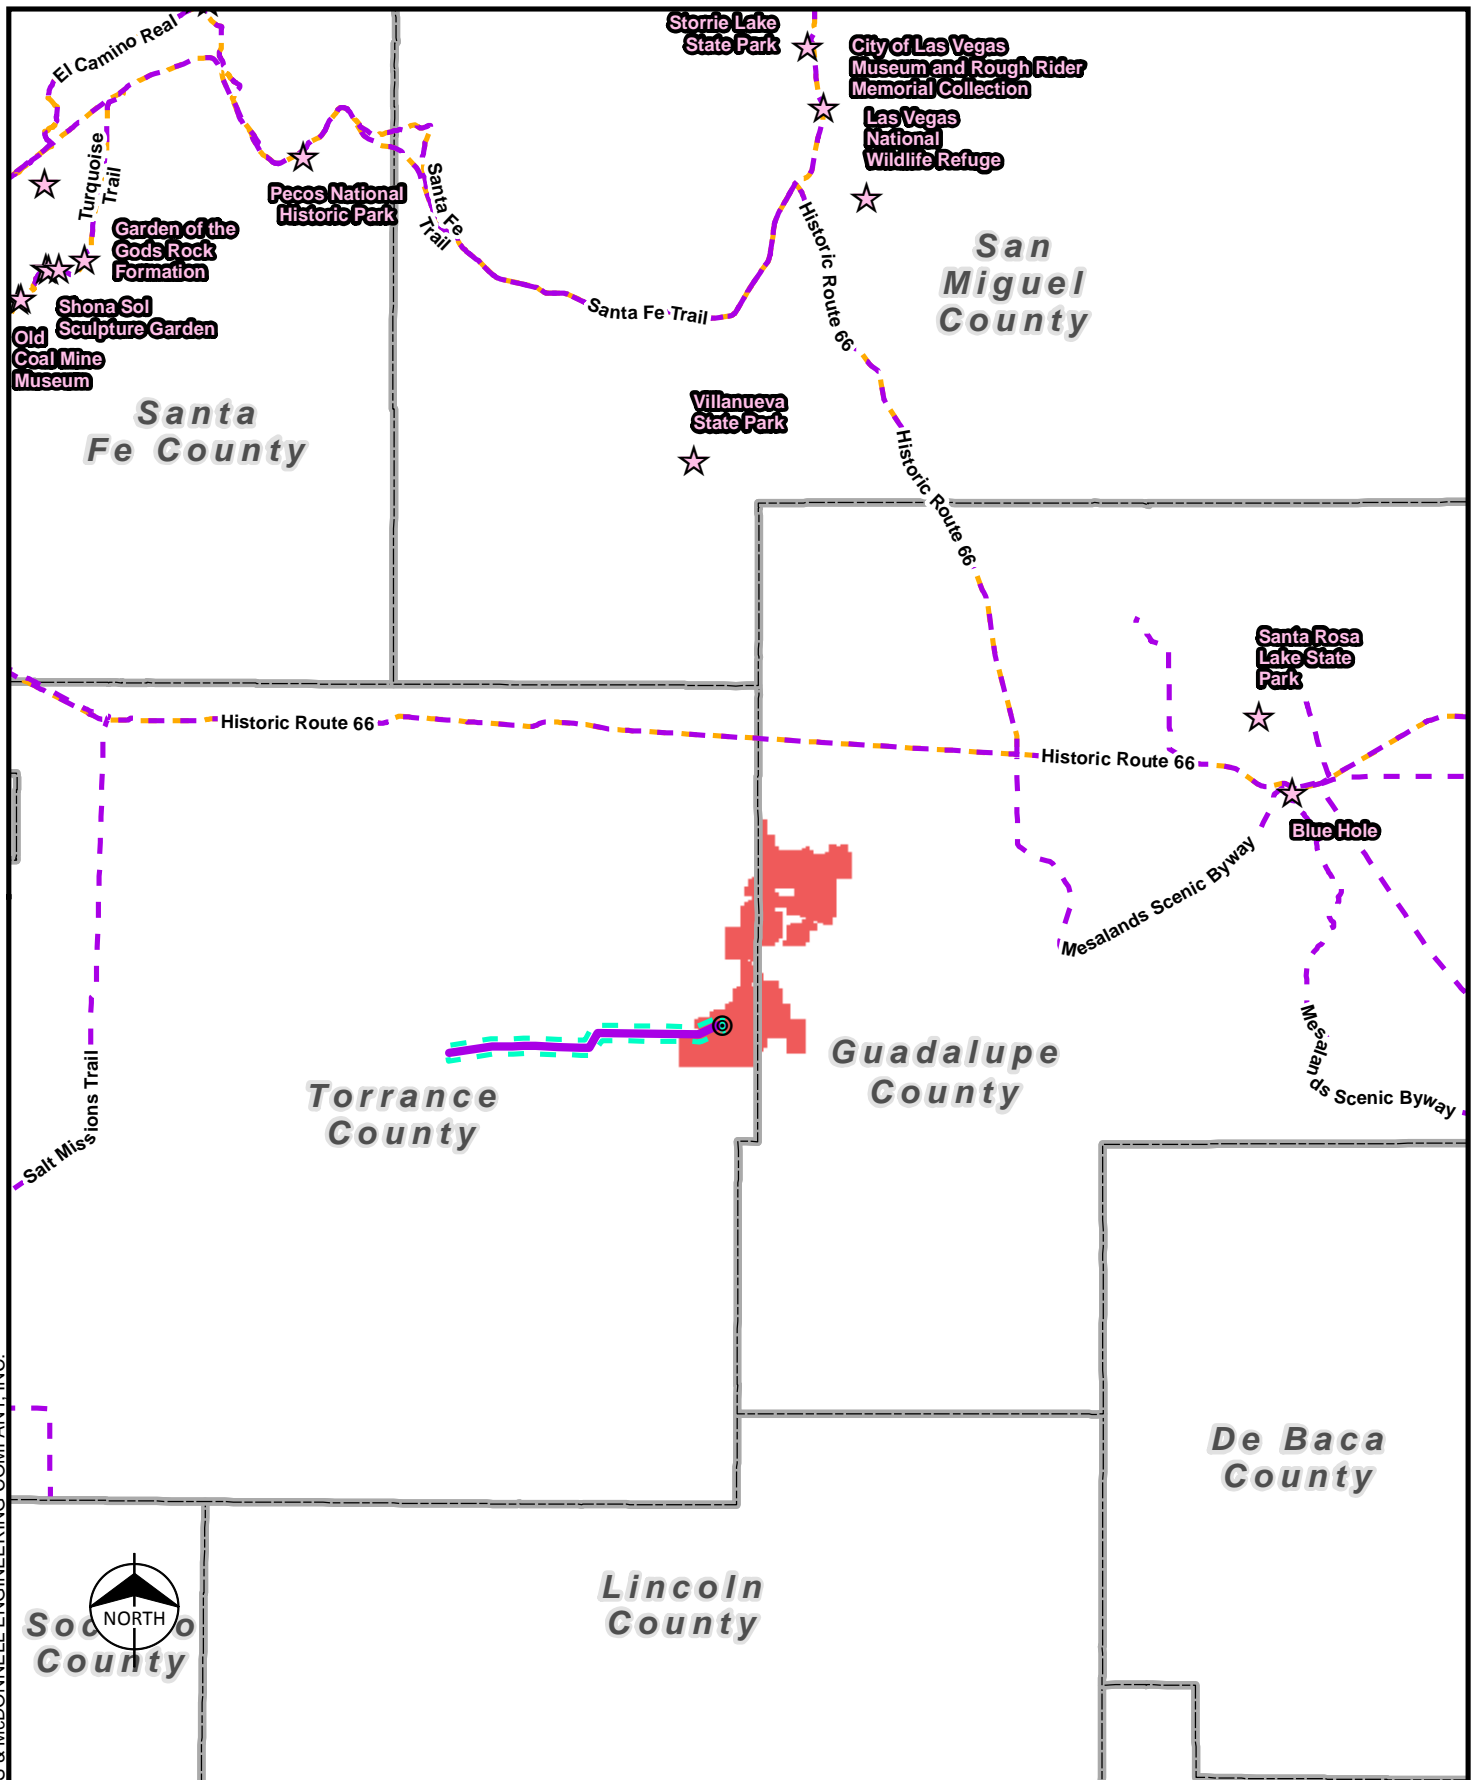 El Camino Real
Storrie Lake
State Park
City of Las Vegas
Museum and Rough Rider
Memorial Collection
Las Vegas
National
Wildlife Refuge
Turquoise
Trail
Pecos National
Historic Park
Santa Fe
Trail
Garden of the
Gods Rock
Formation
Historic Route 66
San
Miguel
County
Shona Sol
Sculpture Garden
Santa Fe Trail
Old
Coal Mine
Museum
Santa
Fe County
Villanueva
State Park
Historic Route 66
Santa Rosa
Lake State
Park
Historic Route 66
Historic Route 66
Blue Hole
Mesalands Scenic Byway
Mesalands Scenic Byway
Guadalupe
County
Torrance
County
Salt Missions Trail
De Baca
County
Lincoln
County
NORTH
County
& McDONNELL ENGINEERING COMPANY, INC.